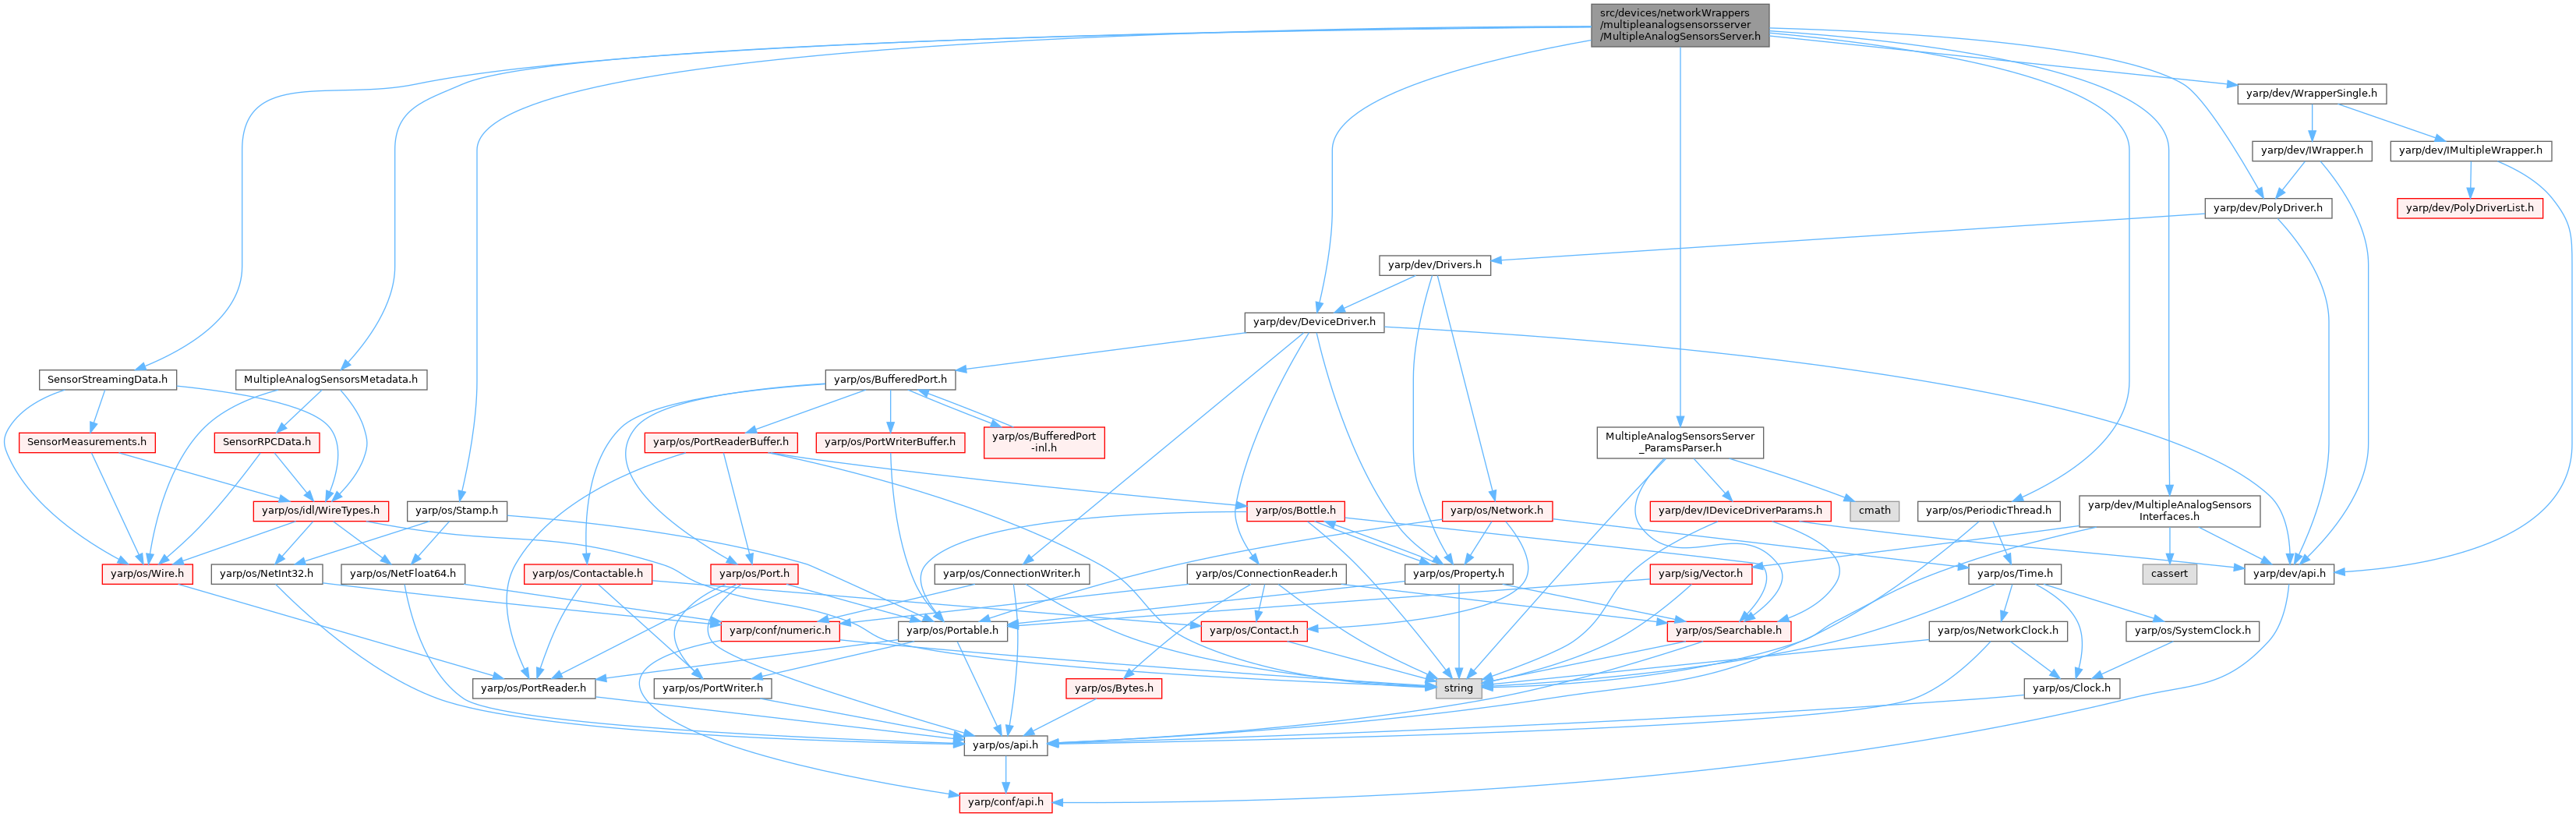 src/devices/networkWrappers
/multipleanalogsensorsserver
/MultipleAnalogSensorsServer.h
yarp/dev/WrapperSingle.h
yarp/dev/IWrapper.h
yarp/dev/IMultipleWrapper.h
yarp/dev/PolyDriver.h
yarp/dev/PolyDriverList.h
yarp/dev/Drivers.h
yarp/dev/DeviceDriver.h
SensorStreamingData.h
MultipleAnalogSensorsMetadata.h
yarp/os/BufferedPort.h
SensorMeasurements.h
SensorRPCData.h
yarp/os/PortReaderBuffer.h
yarp/os/PortWriterBuffer.h
yarp/os/BufferedPort
-inl.h
MultipleAnalogSensorsServer
_ParamsParser.h
yarp/os/idl/WireTypes.h
yarp/os/Stamp.h
yarp/os/Bottle.h
yarp/os/Network.h
yarp/dev/IDeviceDriverParams.h
cmath
yarp/os/PeriodicThread.h
yarp/dev/MultipleAnalogSensors
Interfaces.h
yarp/os/Wire.h
yarp/os/NetInt32.h
yarp/os/NetFloat64.h
yarp/os/Contactable.h
yarp/os/Port.h
yarp/os/ConnectionWriter.h
yarp/os/ConnectionReader.h
yarp/os/Property.h
yarp/sig/Vector.h
yarp/os/Time.h
cassert
yarp/dev/api.h
yarp/conf/numeric.h
yarp/os/Portable.h
yarp/os/Contact.h
yarp/os/Searchable.h
yarp/os/NetworkClock.h
yarp/os/SystemClock.h
yarp/os/PortReader.h
yarp/os/PortWriter.h
yarp/os/Bytes.h
string
yarp/os/Clock.h
yarp/os/api.h
yarp/conf/api.h